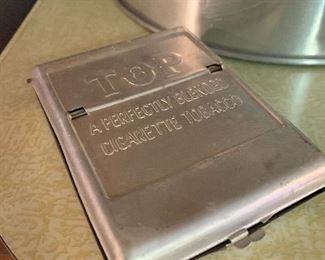 TOP
A PERFECTLY BLENDED
CIGARETTE TOBACCO